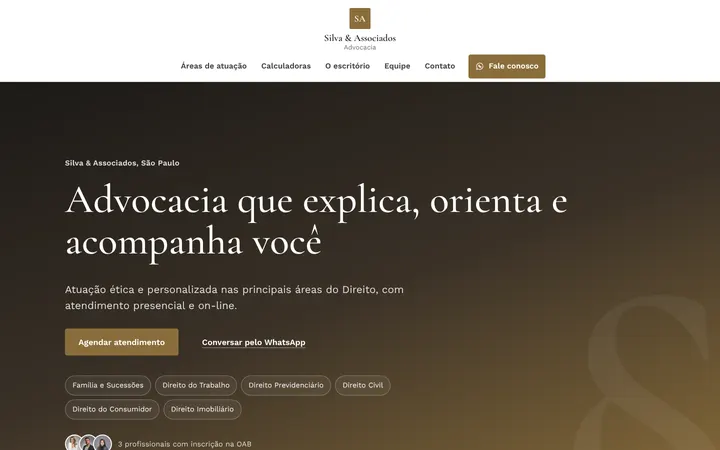 SA
Silva & Associados
Advocacia
Áreas de atuação Calculadoras O escritório Equipe Contato Fale conosco
Silva & Associados, São Paulo
Advocacia que explica, orienta e
acompanha você
Atuação ética e personalizada nas principais áreas do Direito, com
atendimento presencial e on-line.
Agendar atendimento Conversar pelo WhatsApp
Família e Sucessões Direito do Trabalho Direito Previdenciário Direito Civil
Direito do Consumidor Direito Imobiliário
3 profissionais com inscrição na OAB
&